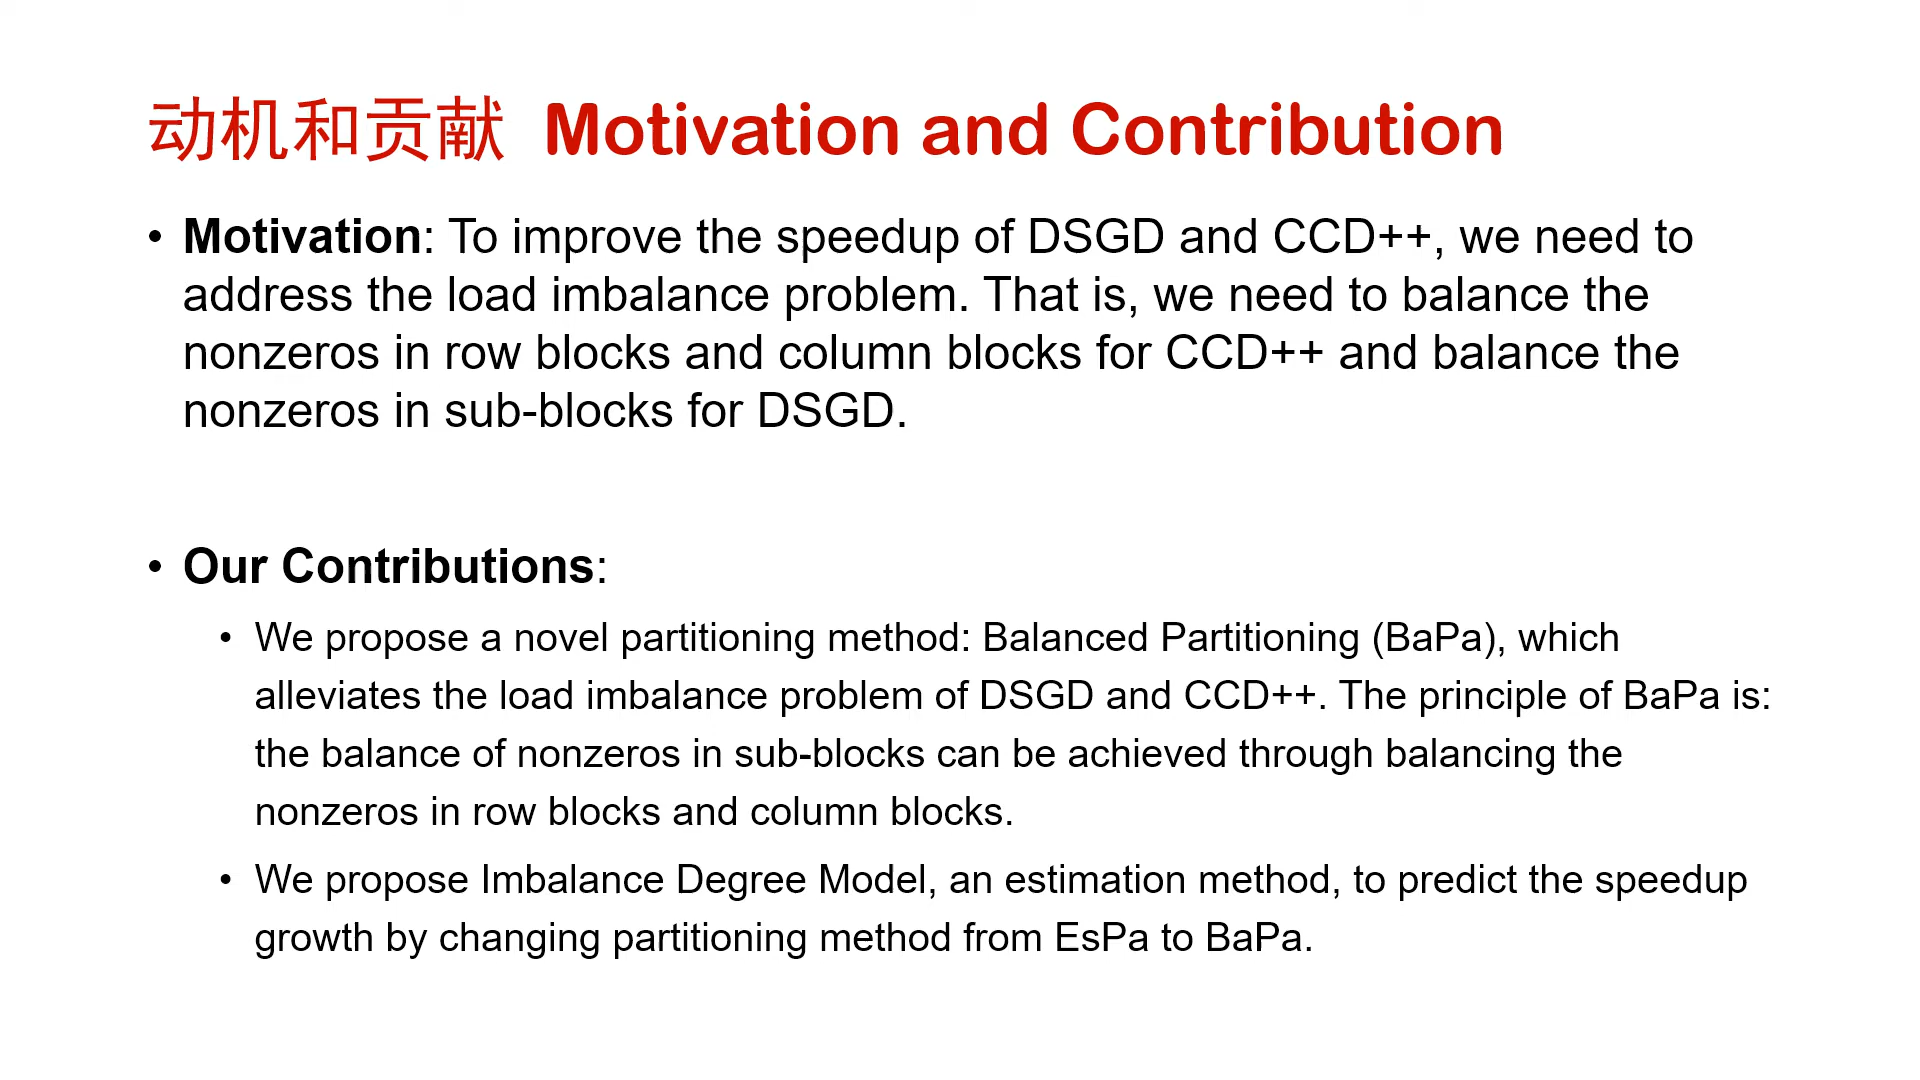 动机和贡献 Motivation and Contribution
• Motivation: To improve the speedup of DSGD and CCD++, we need to
address the load imbalance problem. That is, we need to balance the
nonzeros in row blocks and column blocks for CCD++ and balance the
nonzeros in sub-blocks for DSGD.
• Our Contributions:
• We propose a novel partitioning method: Balanced Partitioning (BaPa), which
alleviates the load imbalance problem of DSGD and CCD++. The principle of BaPa is:
the balance of nonzeros in sub-blocks can be achieved through balancing the
nonzeros in row blocks and column blocks.
• We propose Imbalance Degree Model, an estimation method, to predict the speedup
growth by changing partitioning method from EsPa to BaPa.